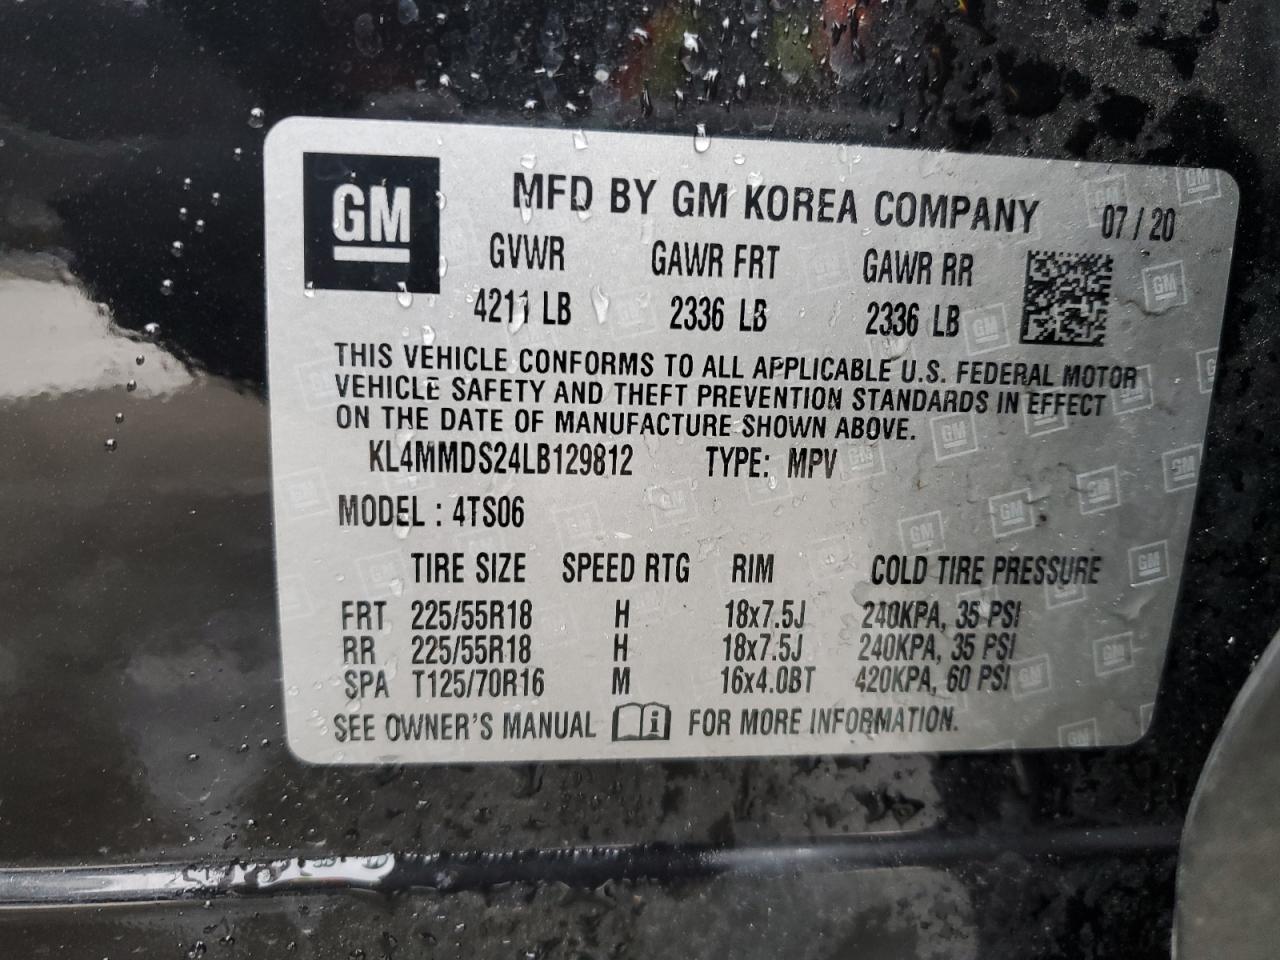 GM
MFD BY GM KOREA COMPANY 07/20
GVWR GAWR FRT GAWR RR
4211 LB 2336 LB 2336 LB
THIS VEHICLE CONFORMS TO ALL APPLICABLE U.S. FEDERAL MOTOR
VEHICLE SAFETY AND THEFT PREVENTION STANDARDS IN EFFECT
ON THE DATE OF MANUFACTURE SHOWN ABOVE.
KL4MMDS24LB129812 TYPE: MPV
MODEL : 4TS06
TIRE SIZE SPEED RTG RIM COLD TIRE PRESSURE
FRT 225/55R18 H 18x7.5J 240KPA, 35 PSI
RR 225/55R18 H 18x7.5J 240KPA, 35 PSI
SPA T125/70R16 M 16x4.0BT 420KPA, 60 PSI
SEE OWNER'S MANUAL i FOR MORE INFORMATION.